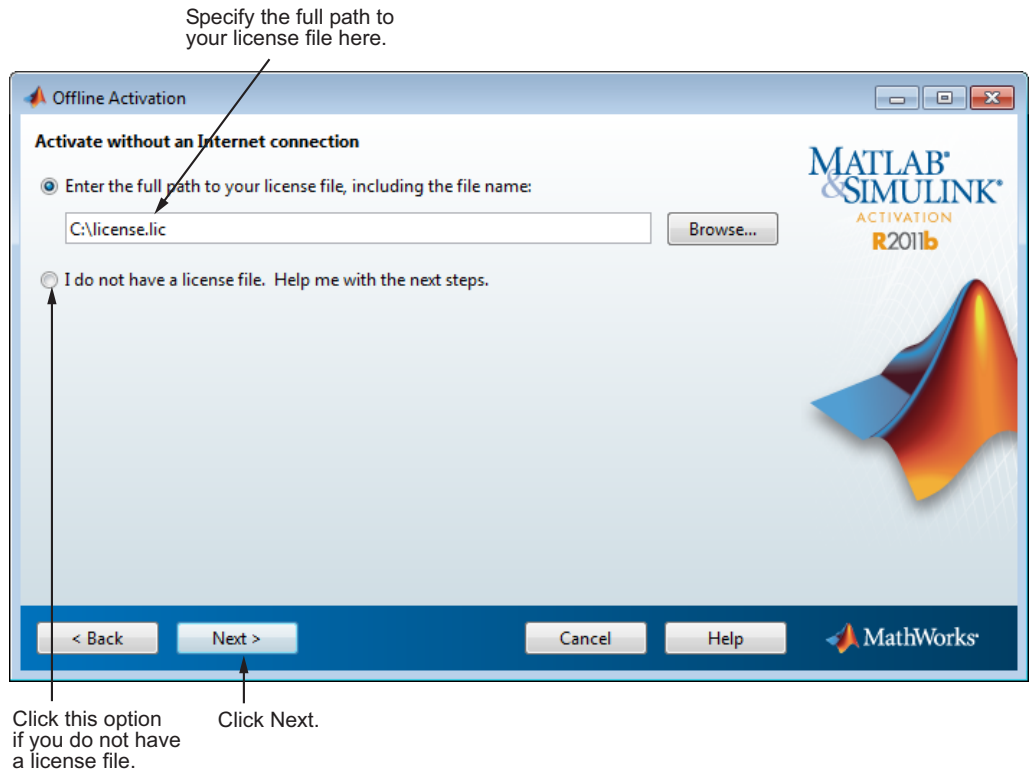 Specify the full path to
your license file here.
Offline Activation
Activate without an Internet connection
Enter the full path to your license file, including the file name:
C:\license.lic
Browse...
I do not have a license file.  Help me with the next steps.
MATLAB®
&SIMULINK®
ACTIVATION
R2011b
< Back
Next >
Cancel
Help
MathWorks®
Click this option
if you do not have
a license file.
Click Next.